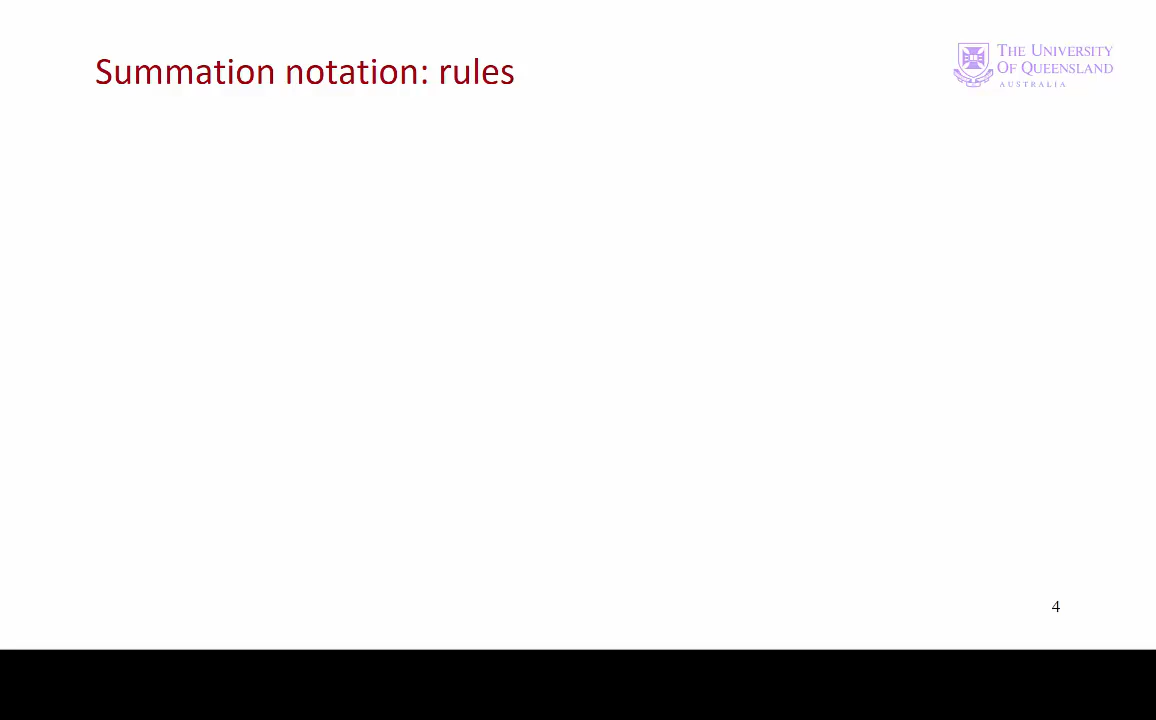 Summation notation: rules
THE UNIVERSITY
OF QUEENSLAND
AUSTRALIA
4